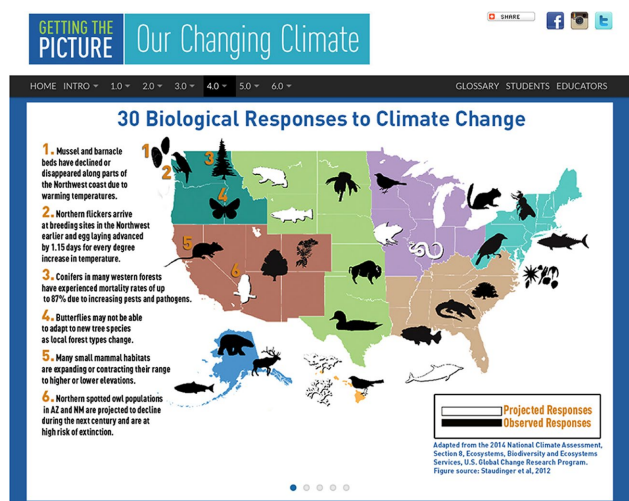 GETTING THE
PICTURE
Our Changing Climate
SHARE
HOME INTRO 1.0 2.0 3.0 4.0 5.0 6.0 GLOSSARY STUDENTS EDUCATORS
30 Biological Responses to Climate Change
1. Mussel and barnacle
beds have declined or
disappeared along parts of
the Northwest coast due to
warming temperatures.
2. Northern flickers arrive
at breeding sites in the Northwest
earlier and egg laying advanced
by 1.15 days for every degree
increase in temperature.
3. Conifers in many western forests
have experienced mortality rates of up
to 87% due to increasing pests and pathogens.
4. Butterflies may not be able
to adapt to new tree species
as local forest types change.
5. Many small mammal habitats
are expanding or contracting their range
to higher or lower elevations.
6. Northern spotted owl populations
in AZ and NM are projected to decline
during the next century and are at
high risk of extinction.
1
2
3
4
5
6
Projected Responses
Observed Responses
Adapted from the 2014 National Climate Assessment,
Section 8, Ecosystems, Biodiversity and Ecosystems
Services, U.S. Global Change Research Program.
Figure source: Staudinger et al, 2012